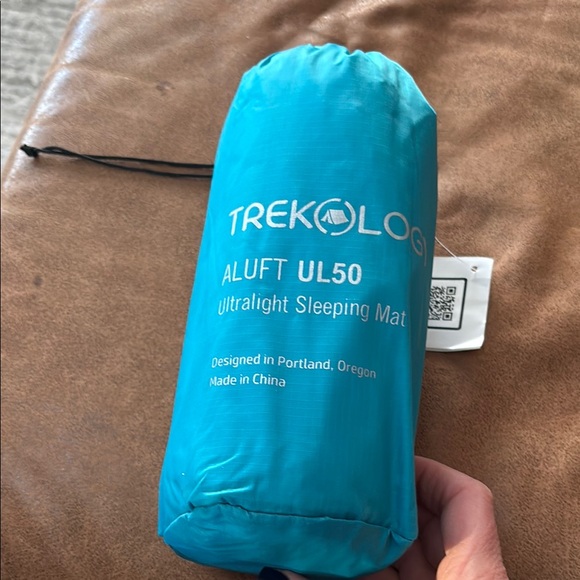 TREKOLOGY
ALUFT UL50
Ultralight Sleeping Mat
Designed in Portland, Oregon
Made in China